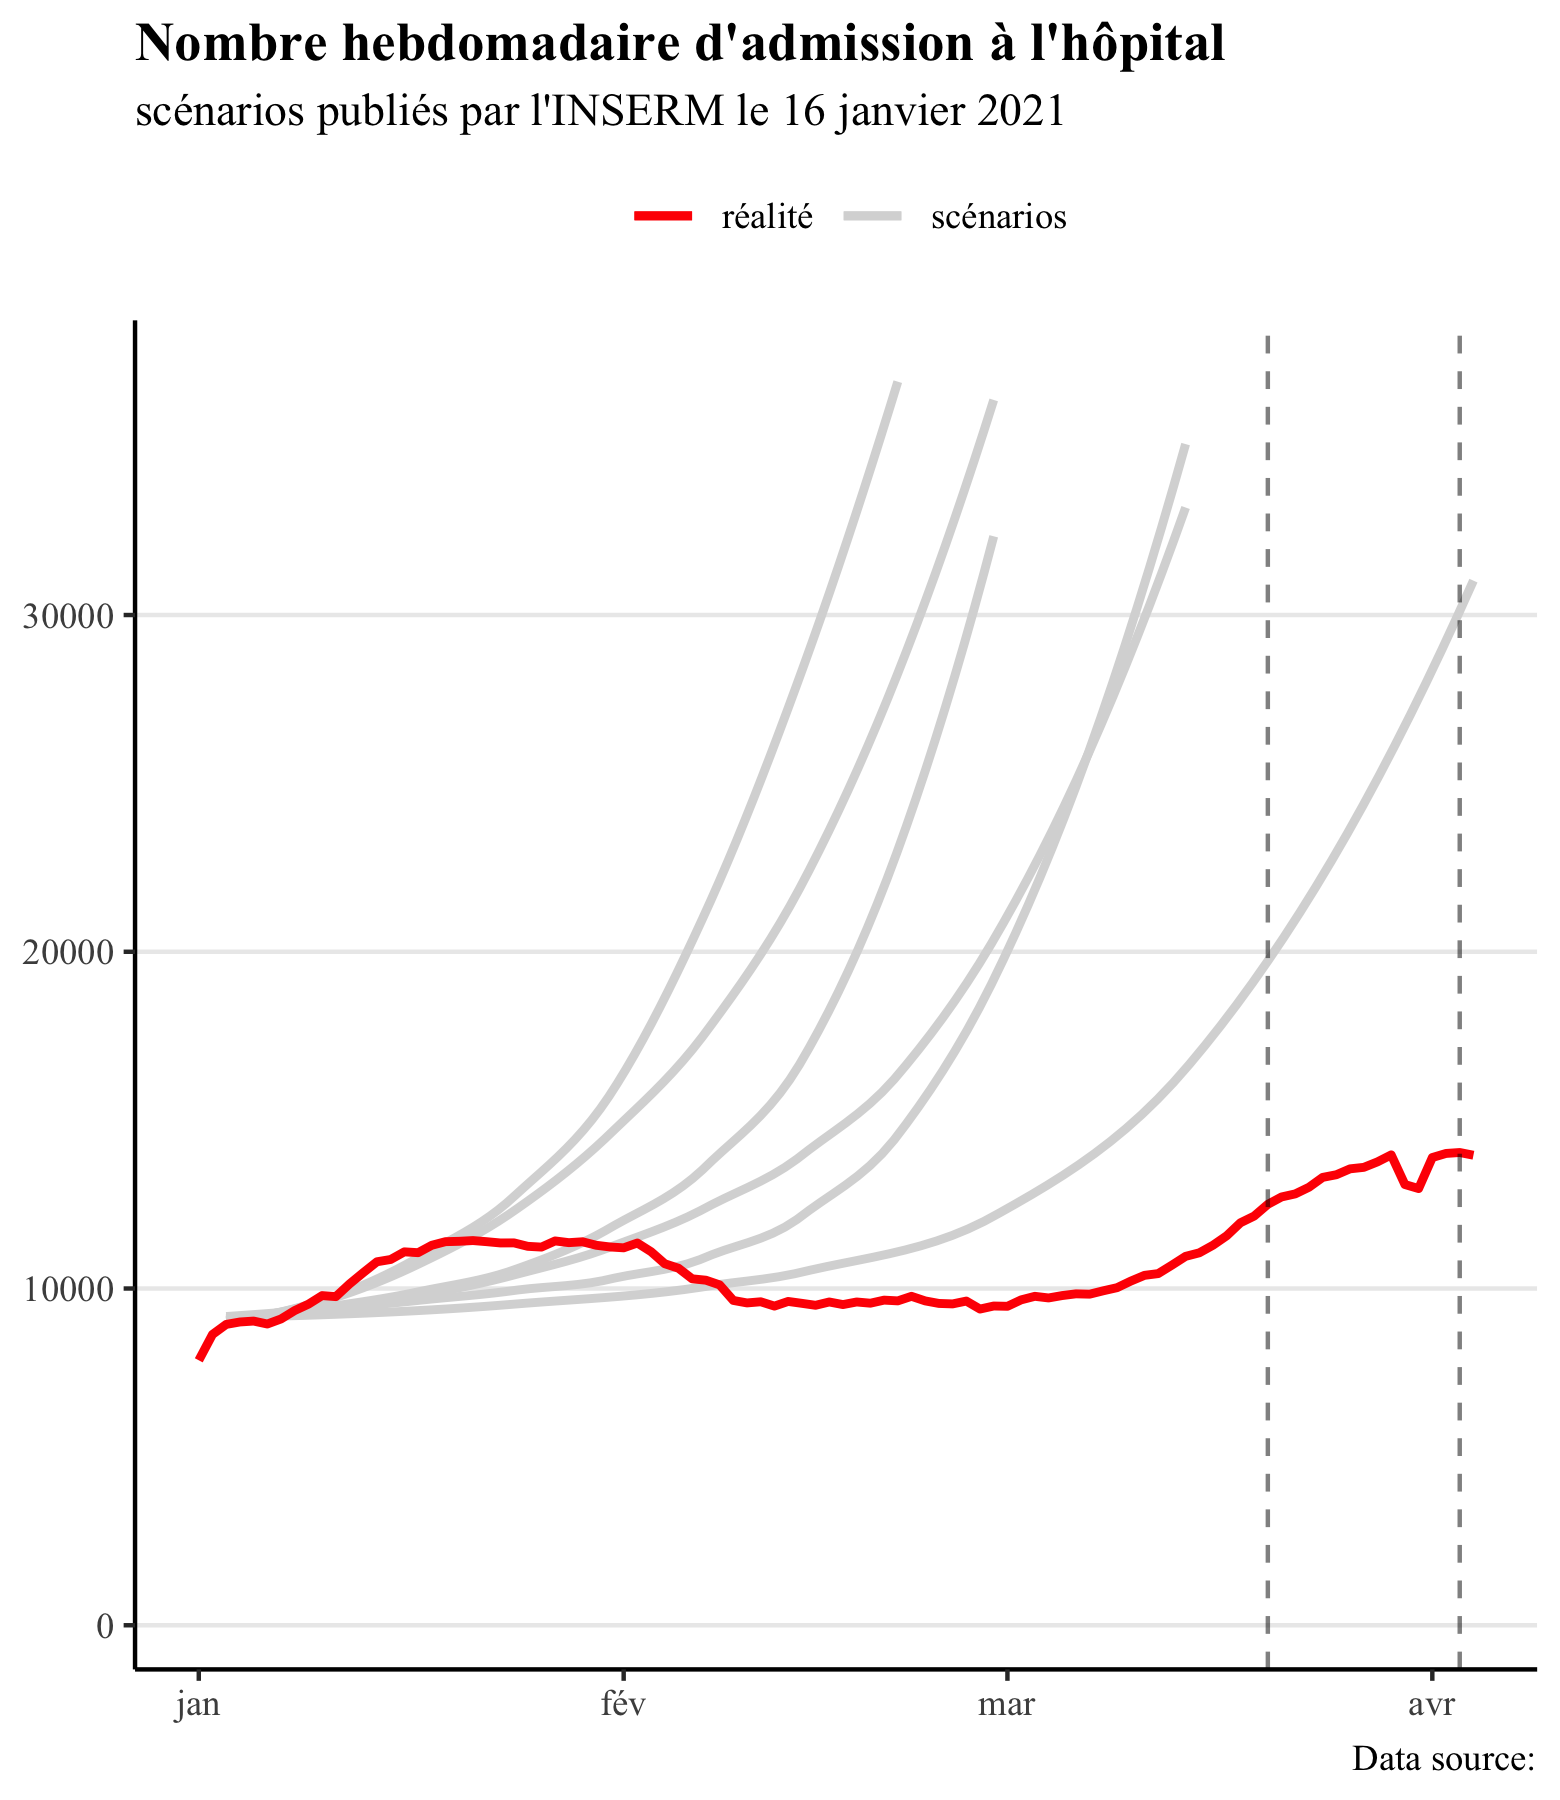 Nombre hebdomadaire d'admission à l'hôpital
scénarios publiés par l'INSERM le 16 janvier 2021
réalité scénarios
30000
20000
10000
0
jan fév mar avr
Data source: